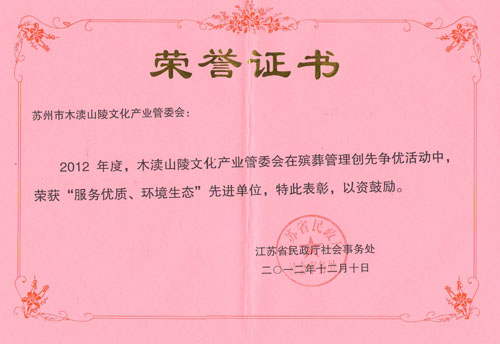 荣誉证书
苏州市木渎山陵文化产业管委会：
2012 年度，木渎山陵文化产业管委会在殡葬管理创先争优活动中，
荣获“服务优质、环境生态”先进单位，特此表彰，以资鼓励。
江苏省民政厅社会事务处
二〇一二年十二月十日